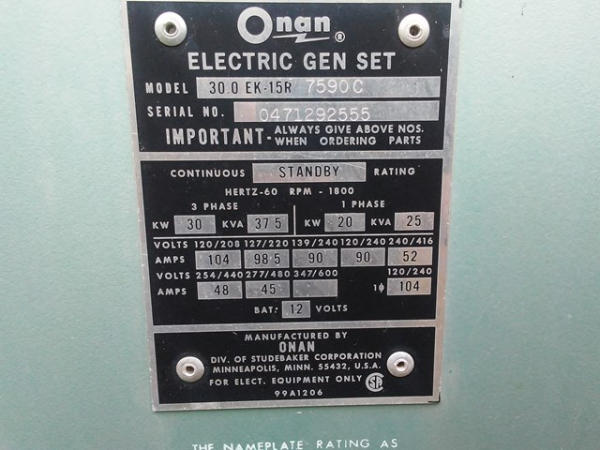 Onan ®
ELECTRIC GEN SET
MODEL 30.0 EK-15R 7590C
SERIAL NO. 0471292555
IMPORTANT- ALWAYS GIVE ABOVE NOS.
WHEN ORDERING PARTS
CONTINUOUS STANDBY RATING
HERTZ-60 RPM - 1800
3 PHASE 1 PHASE
KW 30 KVA 37.5 KW 20 KVA 25
VOLTS 120/208 127/220 139/240 120/240 240/416
AMPS 104 98.5 90 90 52
VOLTS 254/440 277/480 347/600 120/240
AMPS 48 45 1ϕ 104
BAT: 12 VOLTS
MANUFACTURED BY
ONAN
DIV. OF STUDEBAKER CORPORATION
MINNEAPOLIS, MINN. 55432, U.S.A.
FOR ELECT. EQUIPMENT ONLY
99A1206
THE NAMEPLATE RATING AS